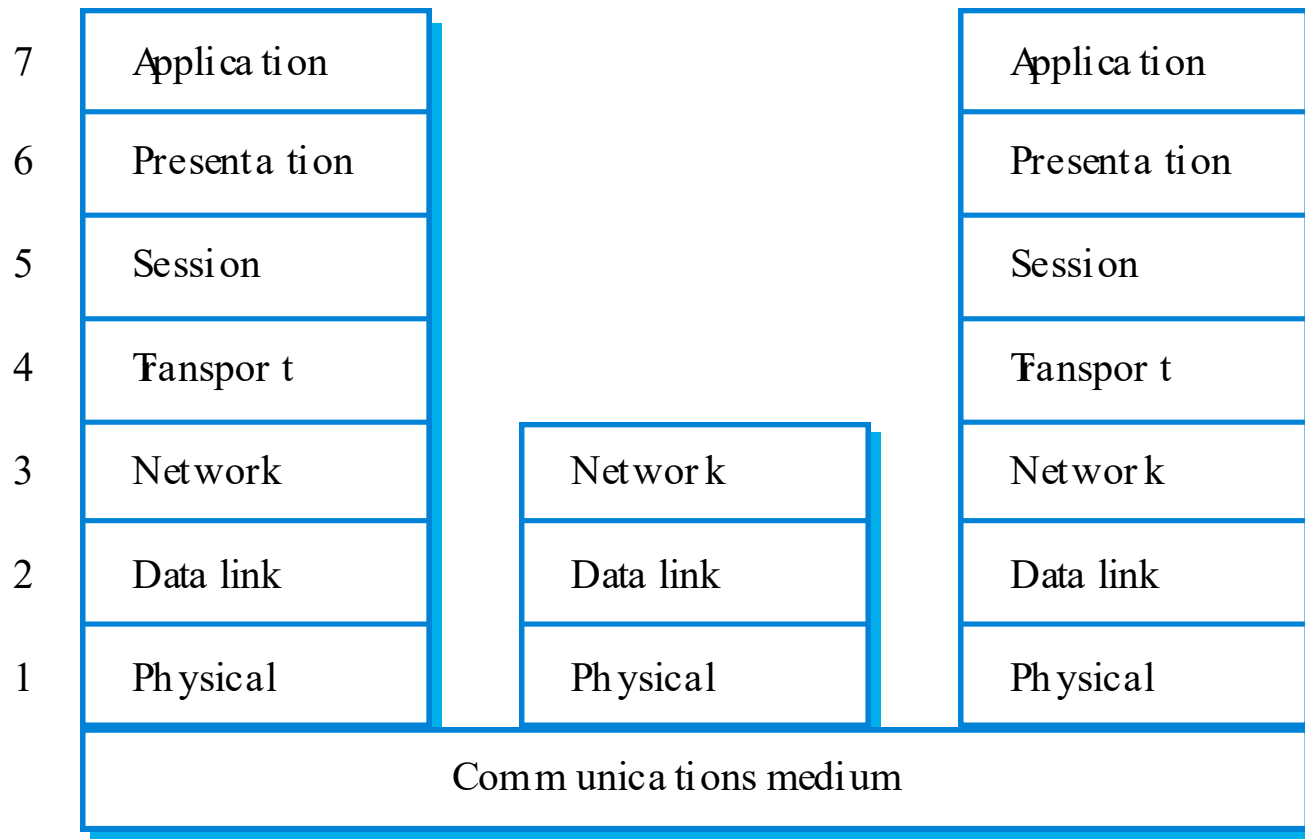 7 Application Application
6 Presentation Presentation
5 Session Session
4 Transport Transport
3 Network Network Network
2 Data link Data link Data link
1 Physical Physical Physical
Communications medium